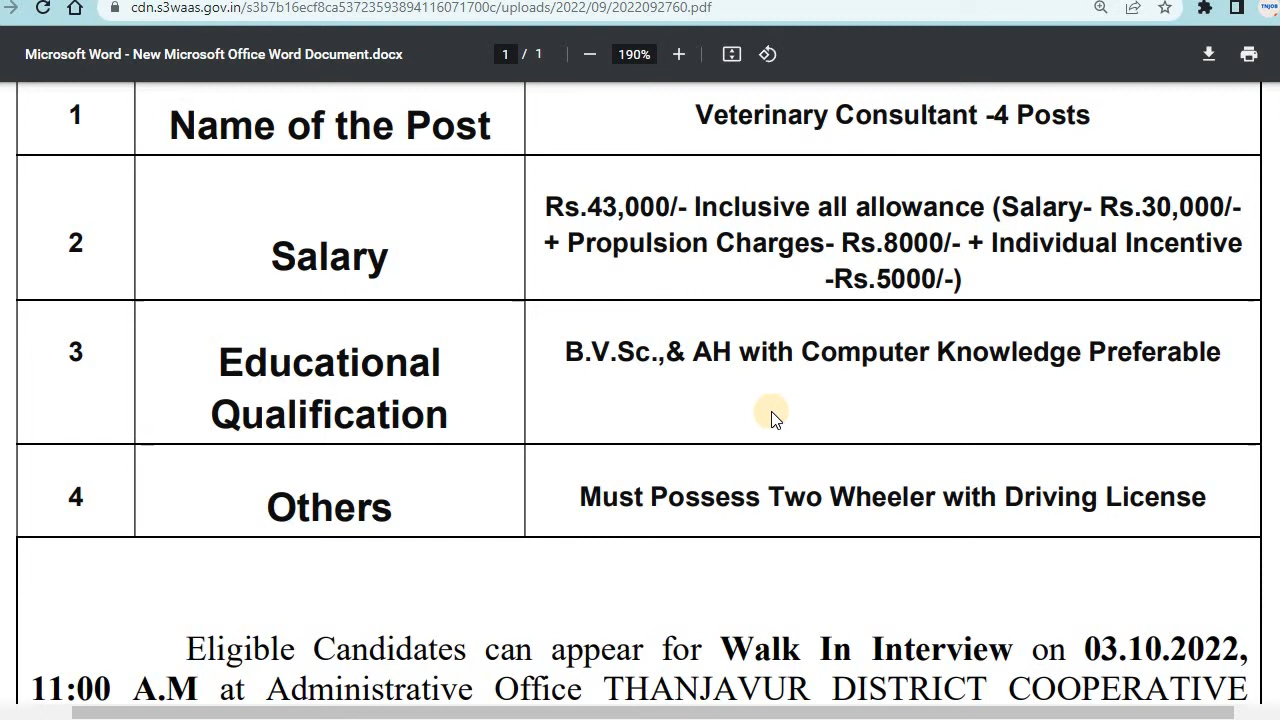 cdn.s3waas.gov.in/s3b7b16ecf8ca53723593894116071700c/uploads/2022/09/2022092760.pdf
TNJOB
Microsoft Word - New Microsoft Office Word Document.docx 1 / 1 190%
1 Name of the Post Veterinary Consultant -4 Posts
2 Salary Rs.43,000/- Inclusive all allowance (Salary- Rs.30,000/-
+ Propulsion Charges- Rs.8000/- + Individual Incentive
-Rs.5000/-)
3 Educational
Qualification
B.V.Sc.,& AH with Computer Knowledge Preferable
4 Others Must Possess Two Wheeler with Driving License
Eligible Candidates can appear for Walk In Interview on 03.10.2022,
11:00 A.M at Administrative Office THANJAVUR DISTRICT COOPERATIVE